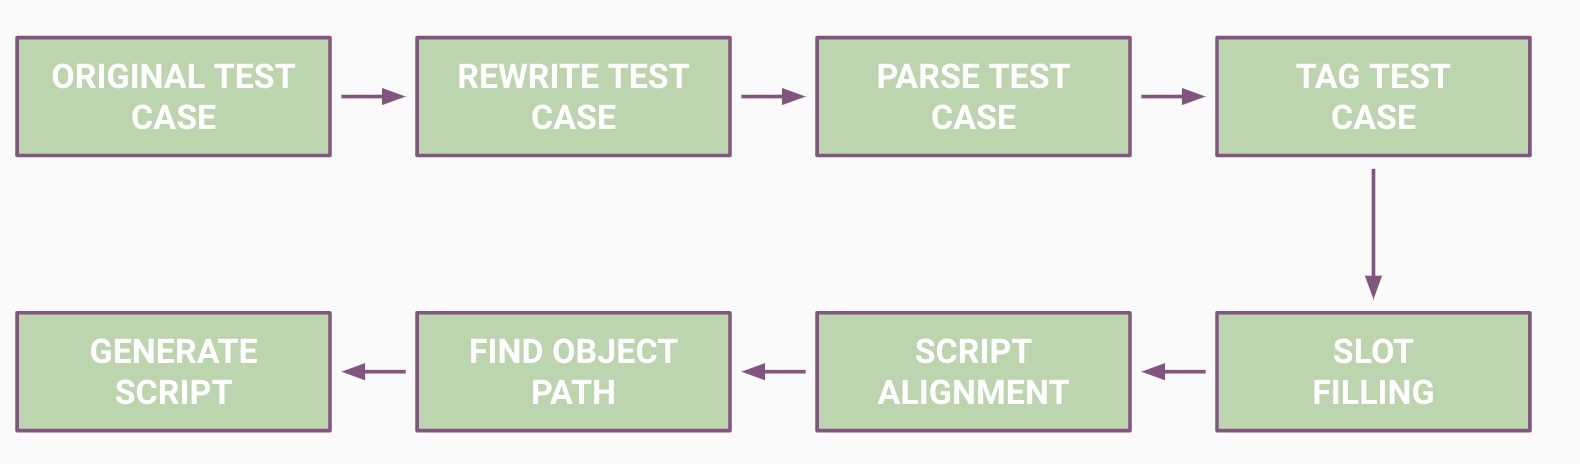 ORIGINAL TEST
CASE
REWRITE TEST
CASE
PARSE TEST
CASE
TAG TEST
CASE
SLOT
FILLING
SCRIPT
ALIGNMENT
FIND OBJECT
PATH
GENERATE
SCRIPT